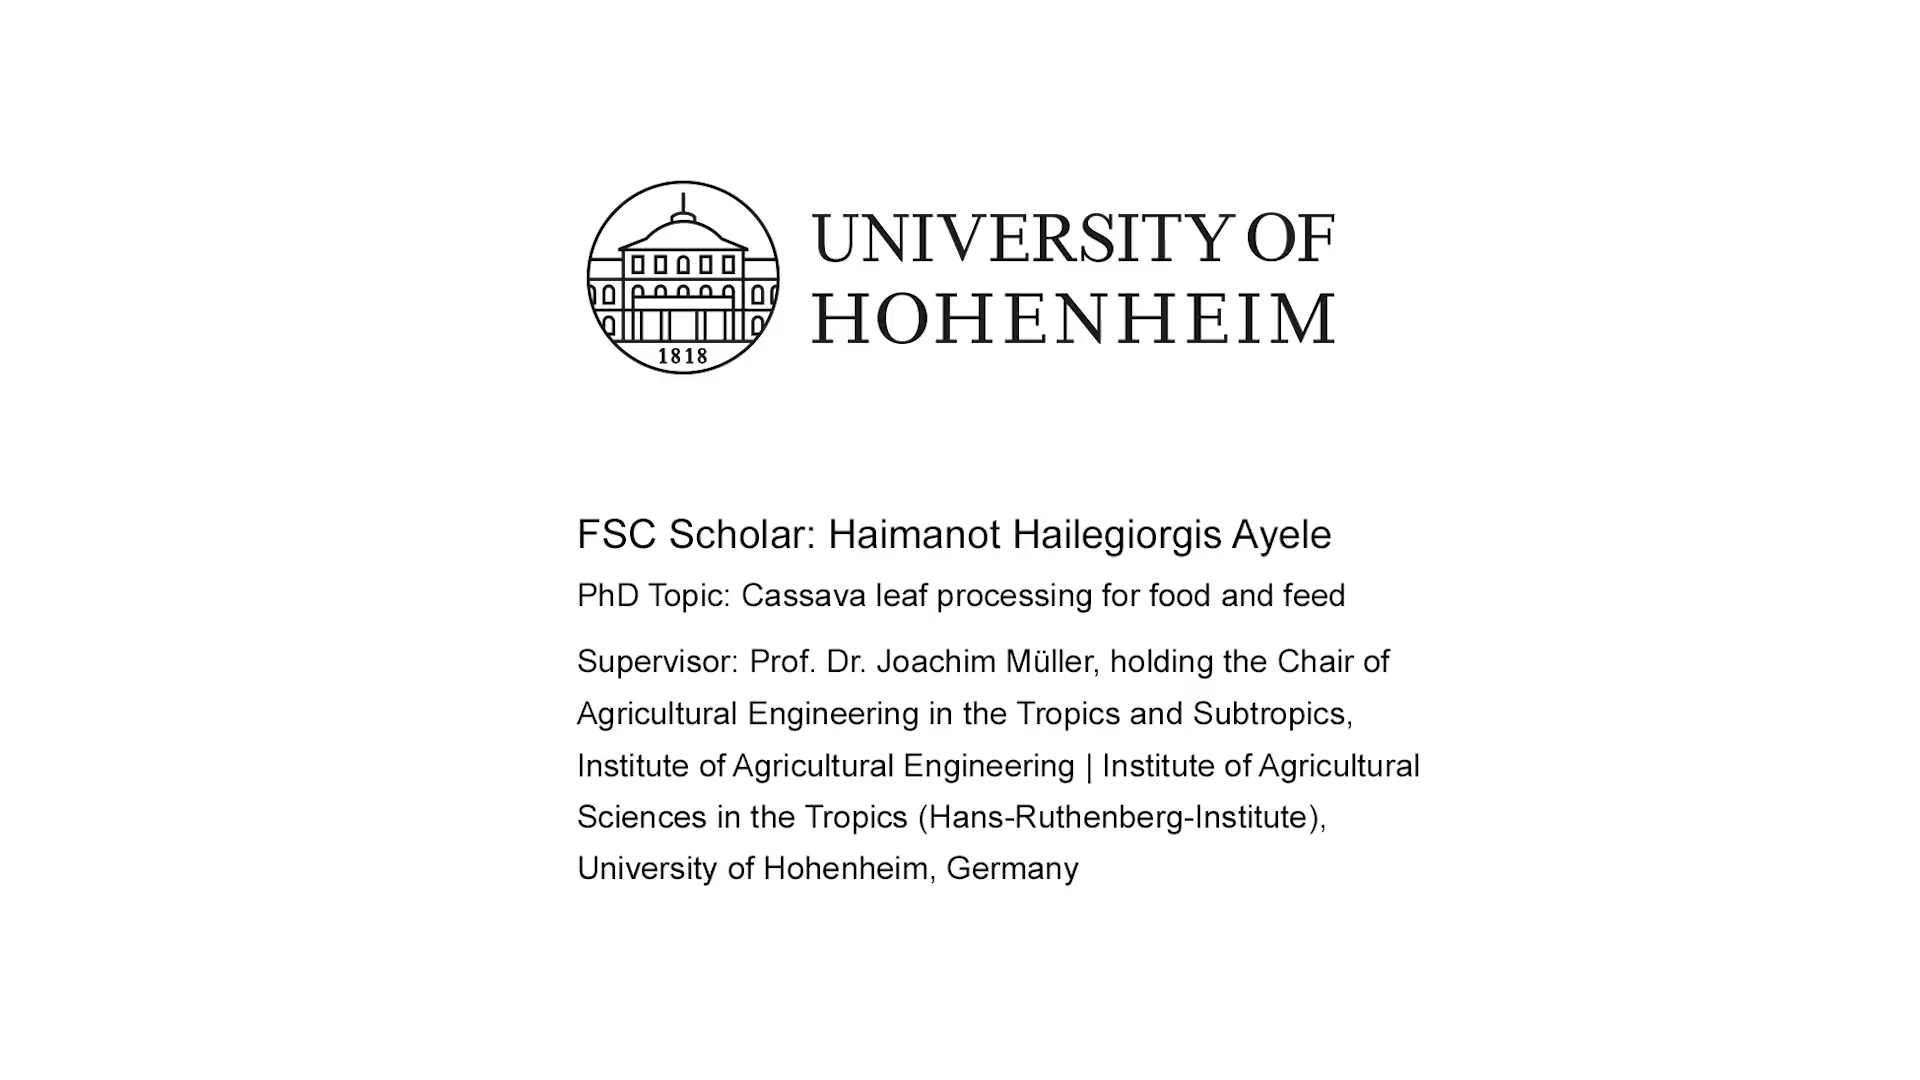 UNIVERSITY OF
HOHENHEIM
1818
FSC Scholar: Haimanot Hailegiorgis Ayele
PhD Topic: Cassava leaf processing for food and feed
Supervisor: Prof. Dr. Joachim Müller, holding the Chair of
Agricultural Engineering in the Tropics and Subtropics,
Institute of Agricultural Engineering | Institute of Agricultural
Sciences in the Tropics (Hans-Ruthenberg-Institute),
University of Hohenheim, Germany